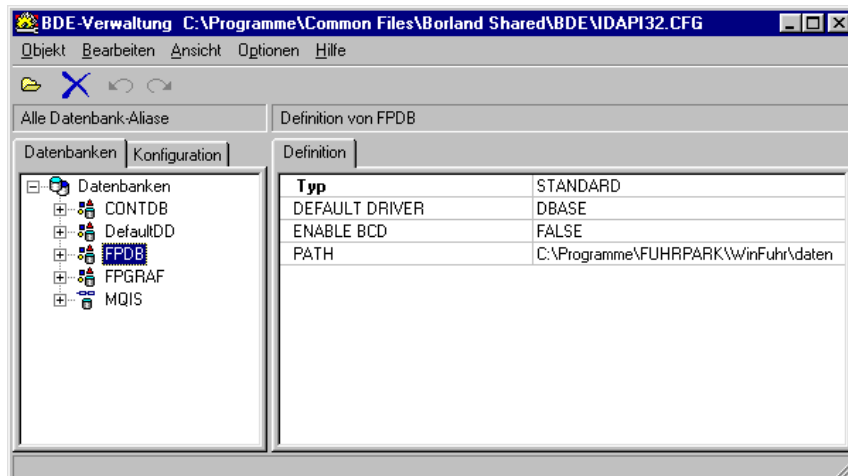 BDE-Verwaltung C:\Programme\Common Files\Borland Shared\BDE\IDAPI32.CFG
Objekt Bearbeiten Ansicht Optionen Hilfe
Alle Datenbank-Aliase
Definition von FPDB
Datenbanken Konfiguration
Definition
Datenbanken
CONTDB
DefaultDD
FPDB
FPGRAF
MQIS
Typ STANDARD
DEFAULT DRIVER DBASE
ENABLE BCD FALSE
PATH C:\Programme\FUHRPARK\WinFuhr\daten